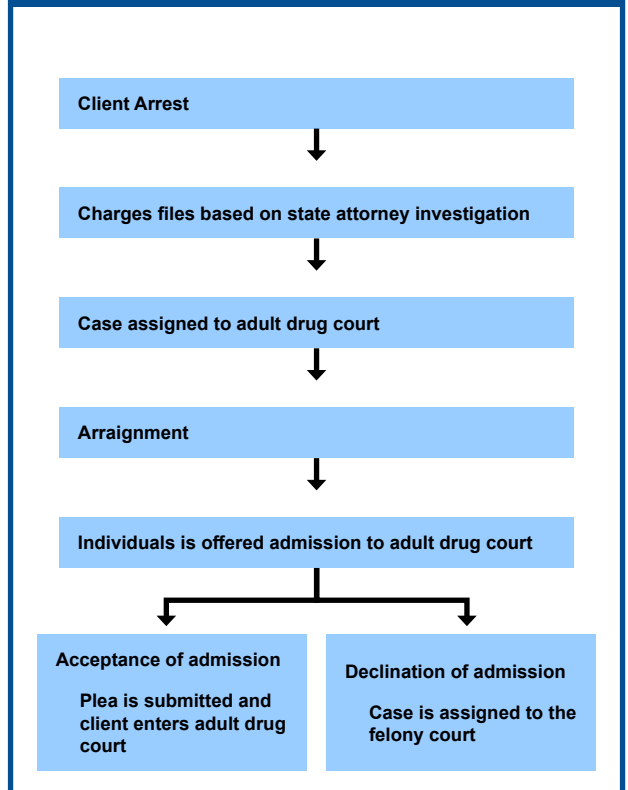 Client Arrest
Charges files based on state attorney investigation
Case assigned to adult drug court
Arraignment
Individuals is offered admission to adult drug court
Acceptance of admission
Plea is submitted and
client enters adult drug
court
Declination of admission
Case is assigned to the
felony court